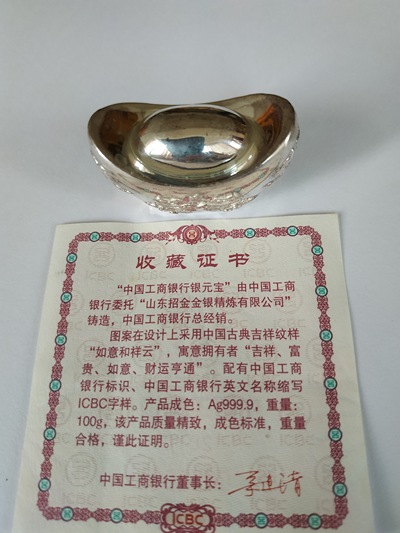 收藏证书
“中国工商银行银元宝”由中国工商
银行委托“山东招金金银精炼有限公司”
铸造，中国工商银行总经销。
图案在设计上采用中国古典吉祥纹样
“如意和祥云”，寓意拥有者“吉祥、富
贵、如意、财运亨通”。配有中国工商
银行标识、中国工商银行英文名称缩写
ICBC字样。产品成色：Ag999.9，重量：
100g，该产品质量精致，成色标准，重量
合格，谨此证明。
中国工商银行董事长：
ICBC